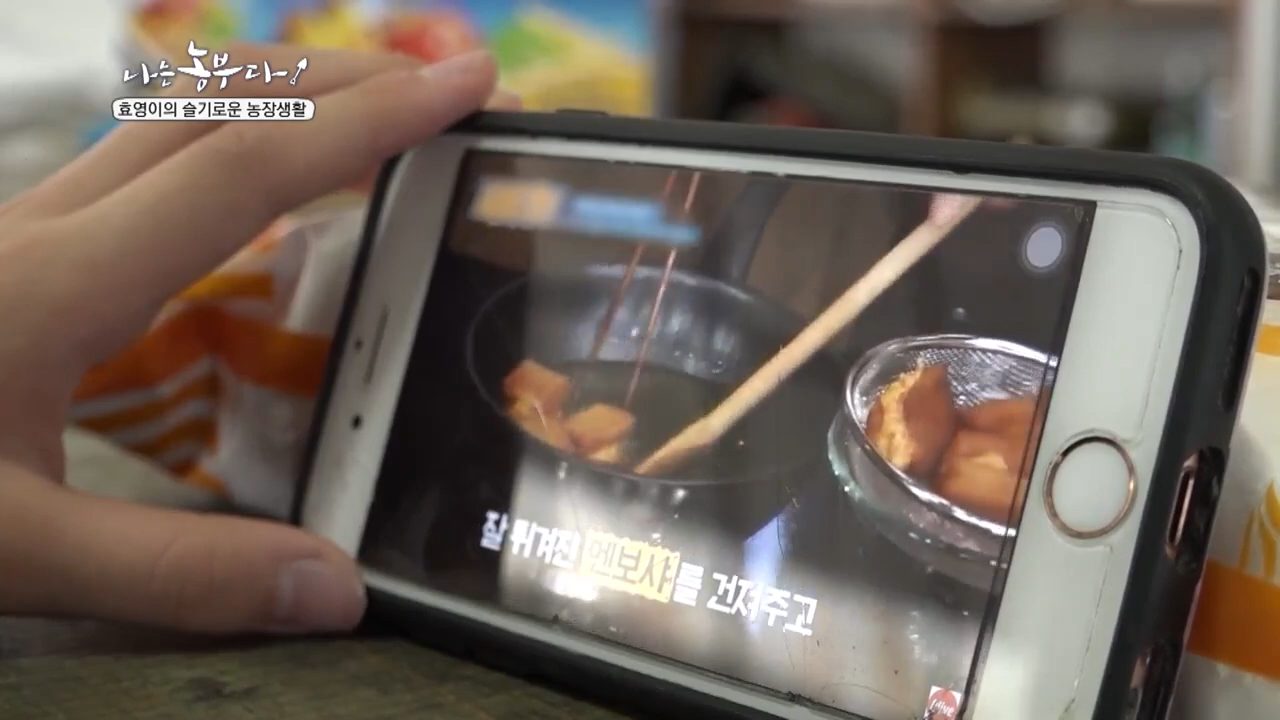 나는 농부다!
효영이의 슬기로운 농장생활
잘 튀겨진 멘보샤를 건져주고